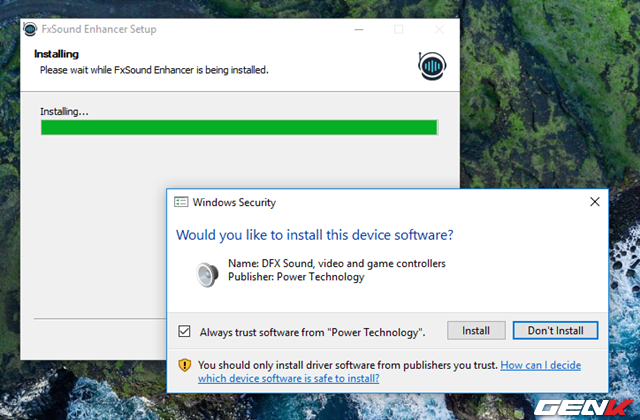 FxSound Enhancer Setup
Installing
Please wait while FxSound Enhancer is being installed.
Installing...
Windows Security
Would you like to install this device software?
Name: DFX Sound, video and game controllers
Publisher: Power Technology
Always trust software from "Power Technology".
Install
Don't Install
You should only install driver software from publishers you trust. How can I decide
which device software is safe to install?
GENK